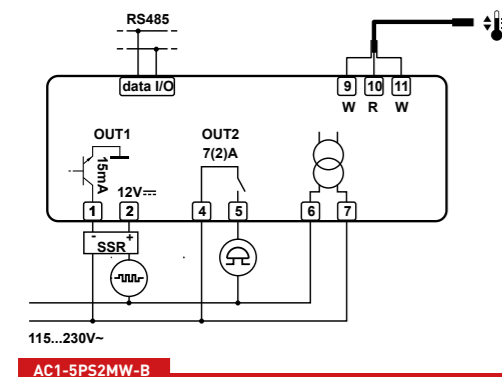 RS485
data I/O
9 10 11
W R W
OUT1
OUT2
7(2)A
15mA
12V
1 2 4 5 6 7
- +
SSR
115...230V~
AC1-5PS2MW-B